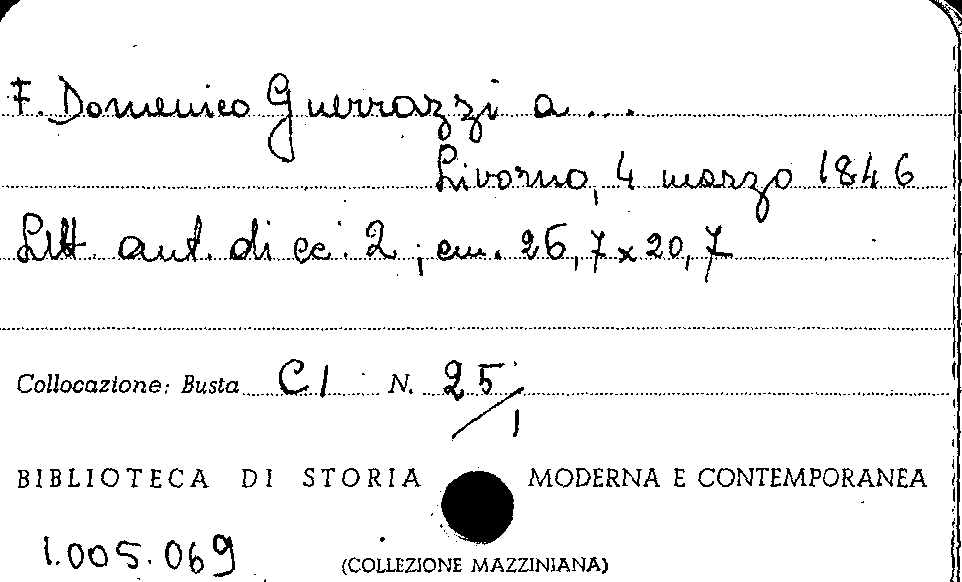 F. Domenico Guerrazzi a ...
Livorno, 4 marzo 1846
Lett. aut. di cc. 2 ; cm. 26,7 x 20,7
Collocazione: Busta C1 N. 25/1
BIBLIOTECA DI STORIA MODERNA E CONTEMPORANEA
1.005.069
(COLLEZIONE MAZZINIANA)